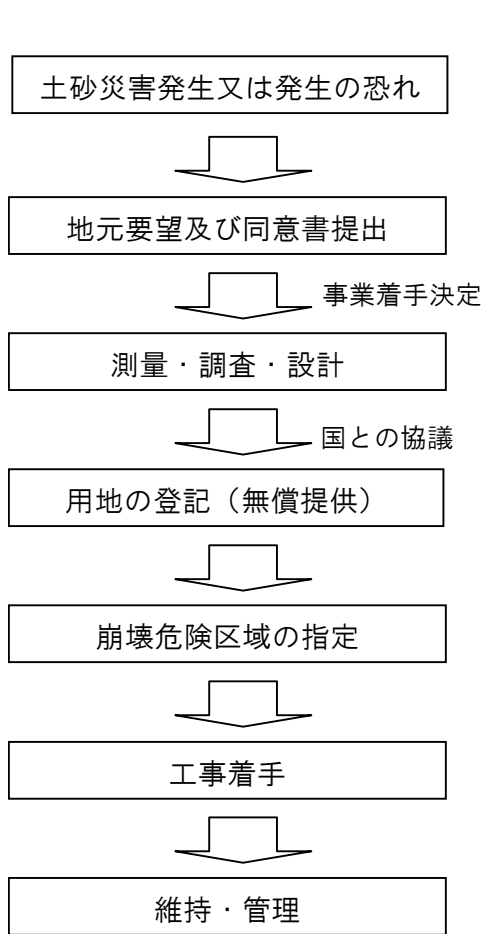 土砂災害発生又は発生の恐れ
地元要望及び同意書提出
事業着手決定
測量・調査・設計
国との協議
用地の登記（無償提供）
崩壊危険区域の指定
工事着手
維持・管理